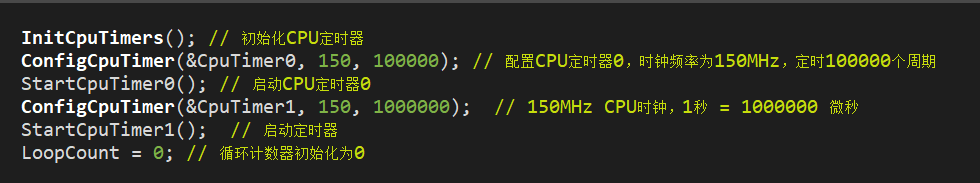 InitCpuTimers(); // 初始化CPU定时器
ConfigCpuTimer(&CpuTimer0, 150, 100000); // 配置CPU定时器0，时钟频率为150MHz，定时100000个周期
StartCpuTimer0(); // 启动CPU定时器0
ConfigCpuTimer(&CpuTimer1, 150, 1000000);  // 150MHz CPU时钟，1秒 = 1000000 微秒
StartCpuTimer1();  // 启动定时器
LoopCount = 0; // 循环计数器初始化为0